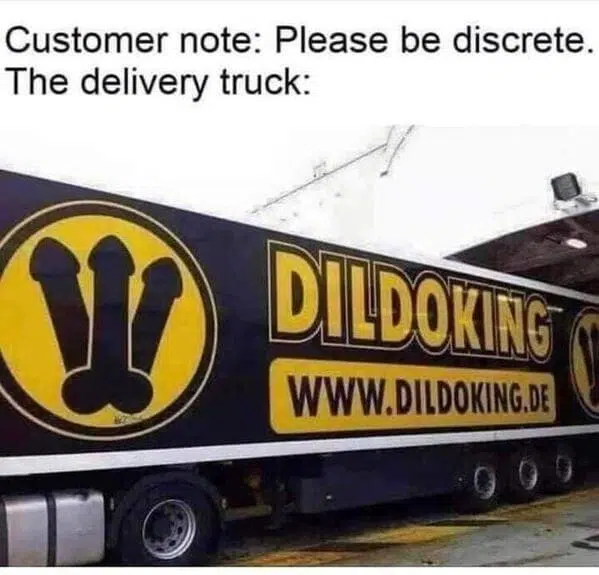 Customer note: Please be discrete.
The delivery truck:
DILDOKING
WWW.DILDOKING.DE